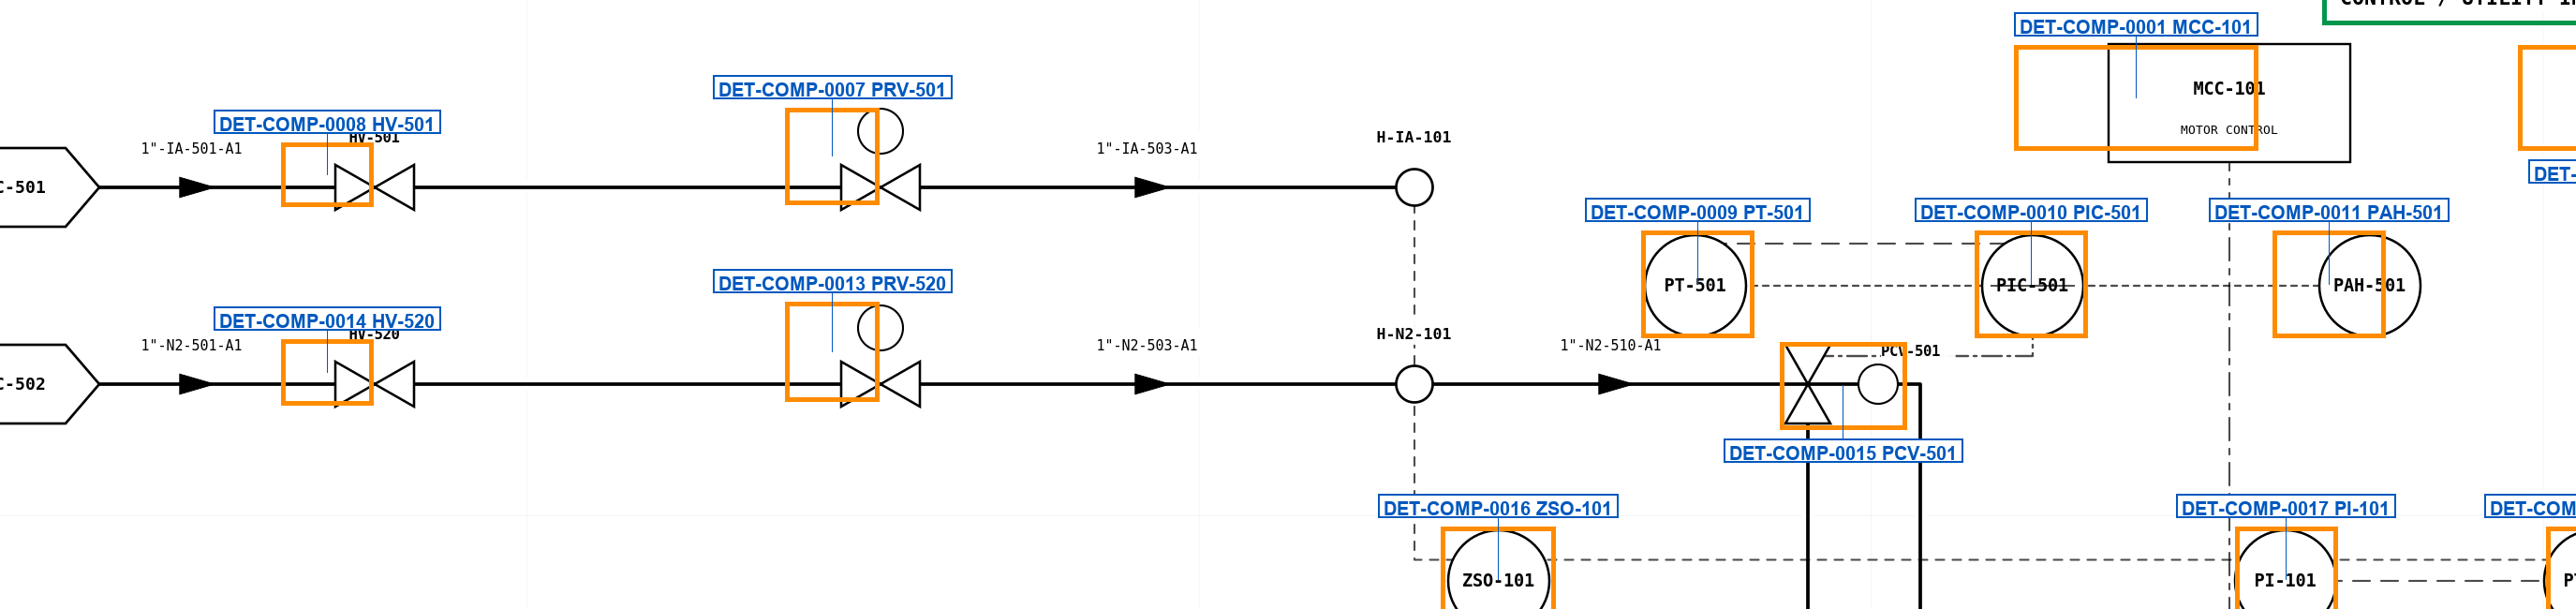 DET-COMP-0001 MCC-101
MCC-101
MOTOR CONTROL
DET-COMP-0007 PRV-501
DET-COMP-0008 HV-501
HV-501
1"-IA-501-A1
1"-IA-503-A1
H-IA-101
C-501
DET-
DET-COMP-0009 PT-501
DET-COMP-0010 PIC-501
DET-COMP-0011 PAH-501
PT-501
PIC-501
PAH-501
DET-COMP-0013 PRV-520
DET-COMP-0014 HV-520
HV-520
1"-N2-501-A1
1"-N2-503-A1
H-N2-101
1"-N2-510-A1
PCV-501
C-502
DET-COMP-0015 PCV-501
DET-COMP-0016 ZSO-101
DET-COMP-0017 PI-101
DET-COM
ZSO-101
PI-101